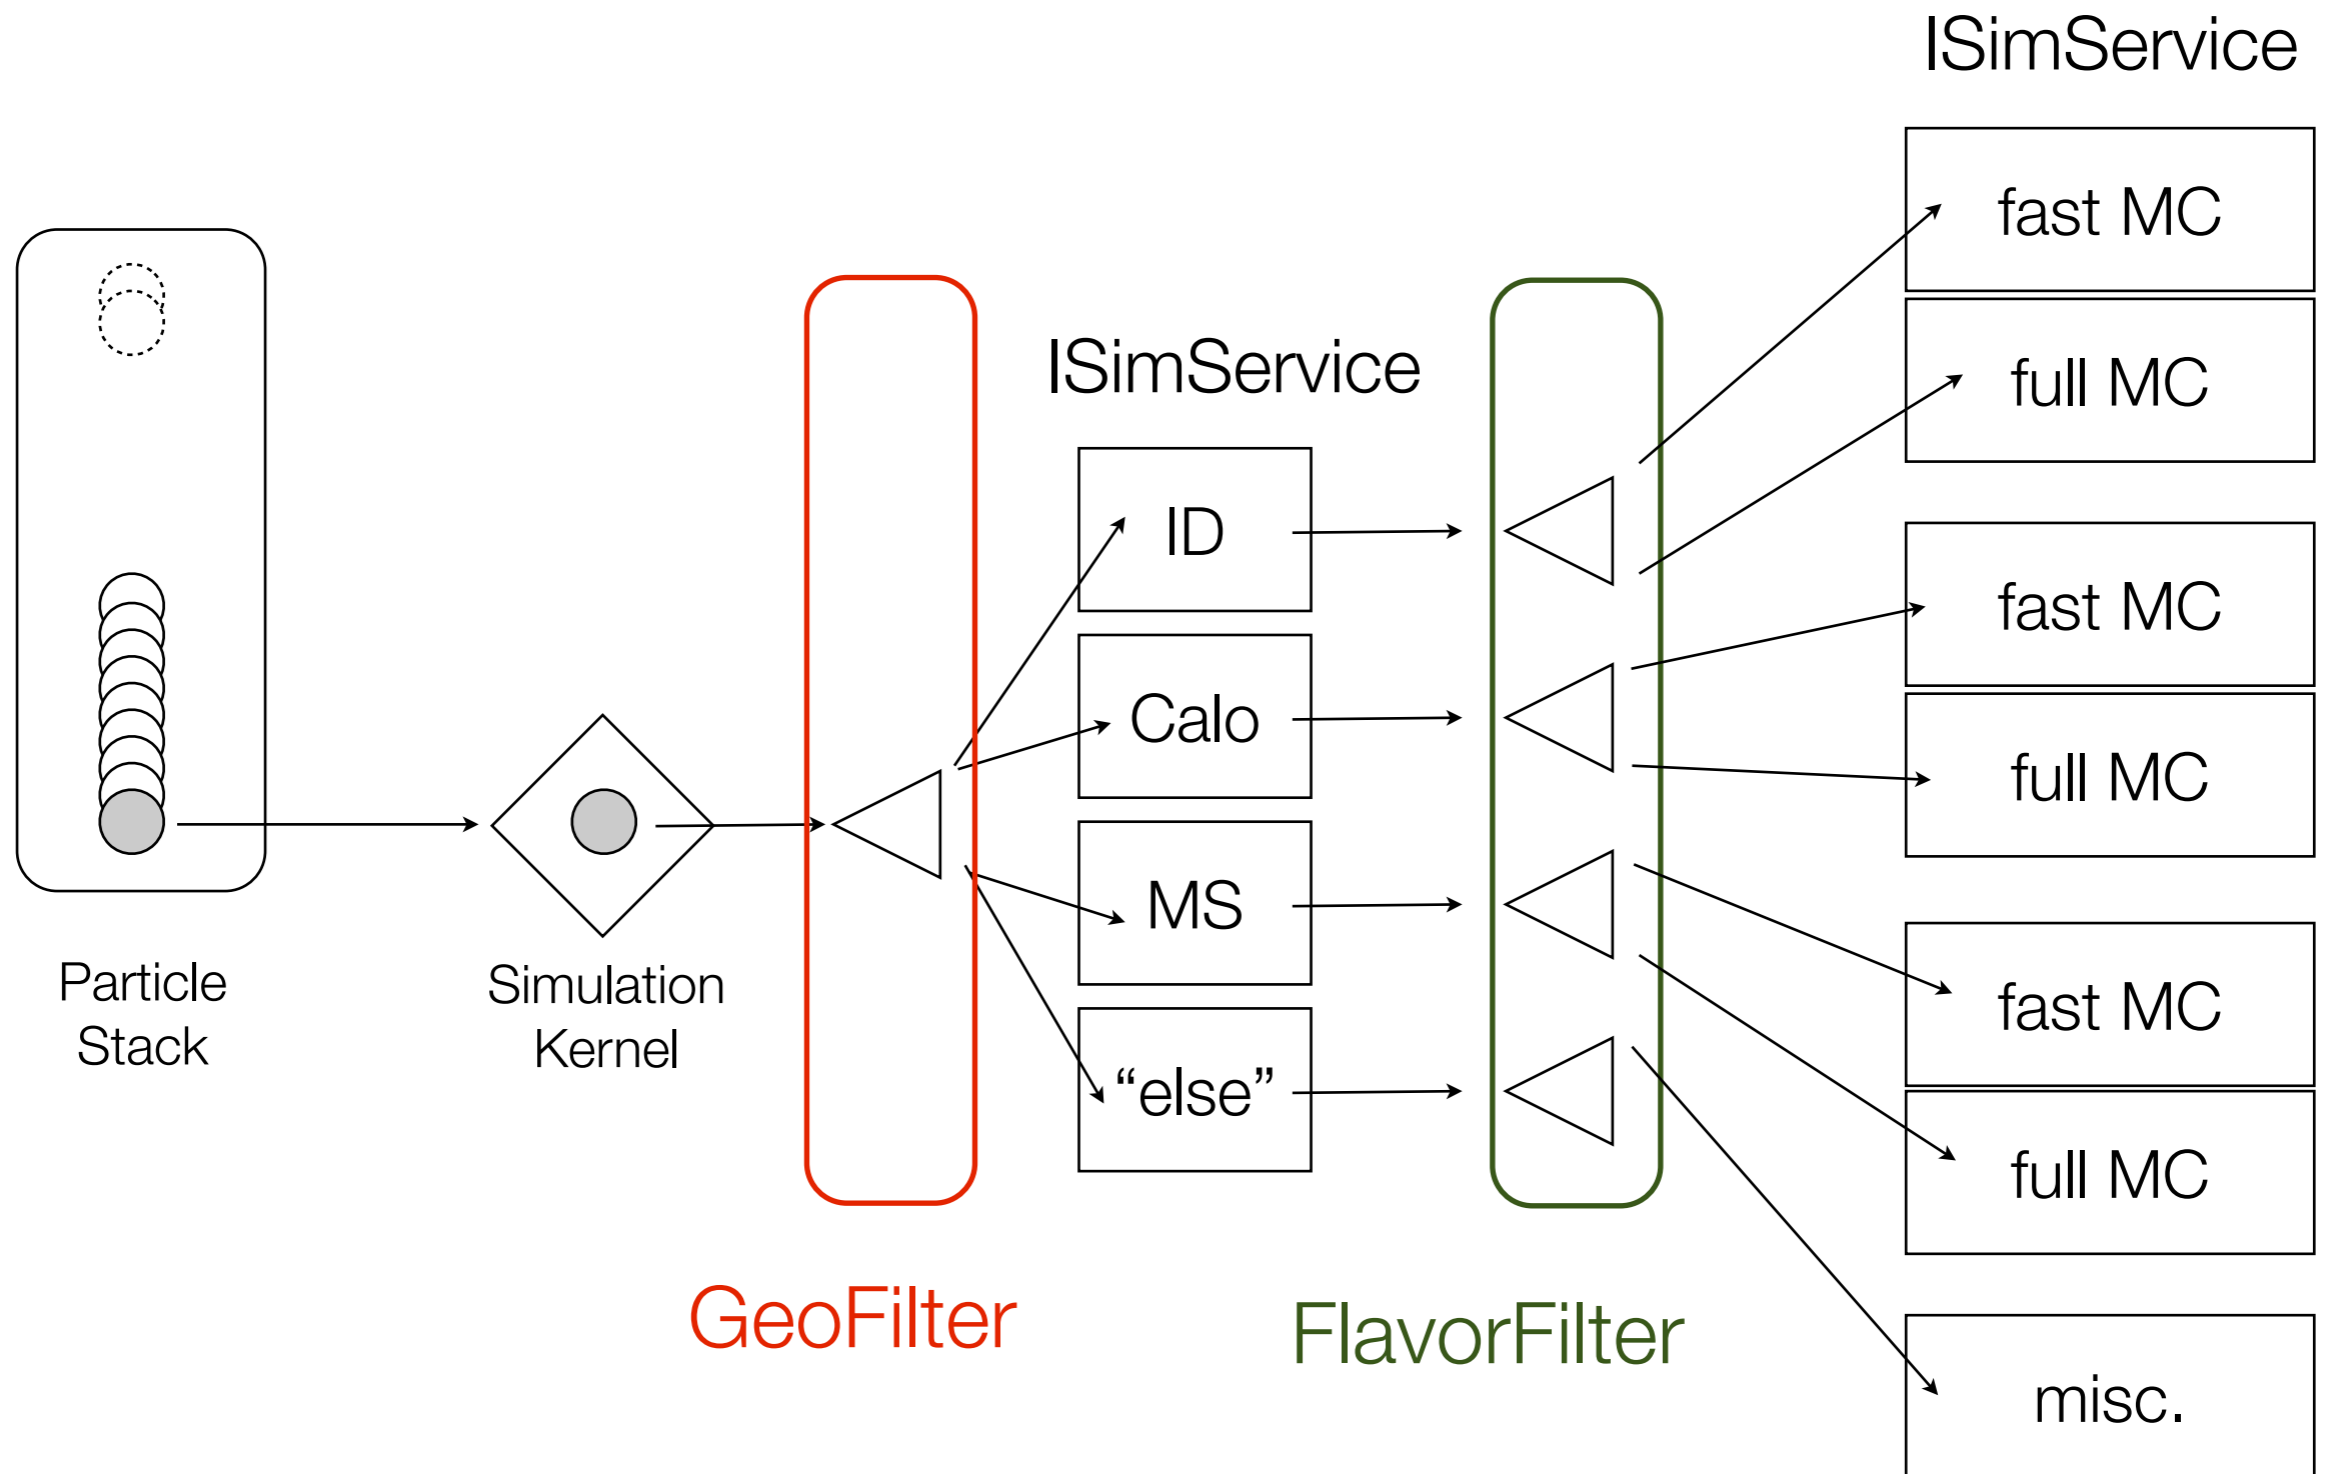 ISimService
fast MC
full MC
ISimService
ID
fast MC
Calo
full MC
MS
Particle
Stack
Simulation
Kernel
fast MC
"else"
full MC
GeoFilter
FlavorFilter
misc.